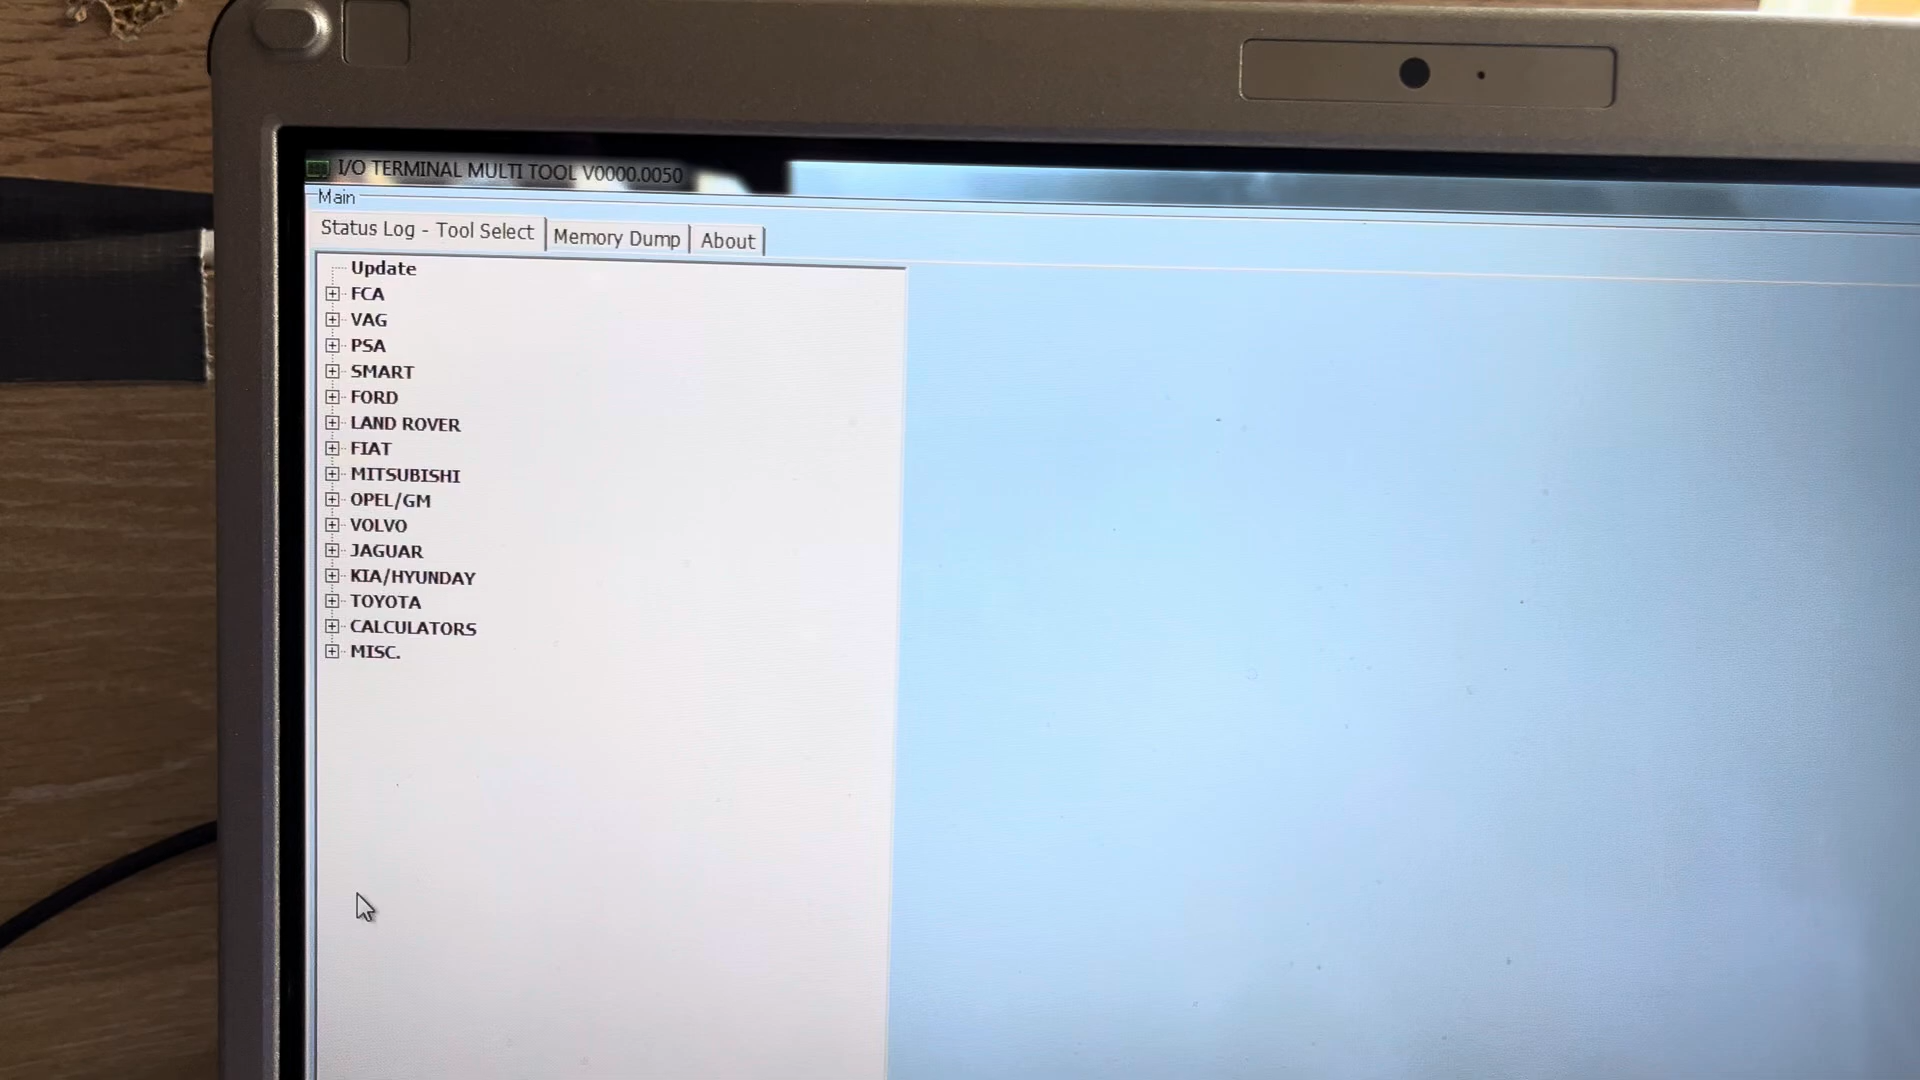 I/O TERMINAL MULTI TOOL V0000.0050
Main
Status Log - Tool Select Memory Dump About
Update
FCA
VAG
PSA
SMART
FORD
LAND ROVER
FIAT
MITSUBISHI
OPEL/GM
VOLVO
JAGUAR
KIA/HYUNDAY
TOYOTA
CALCULATORS
MISC.